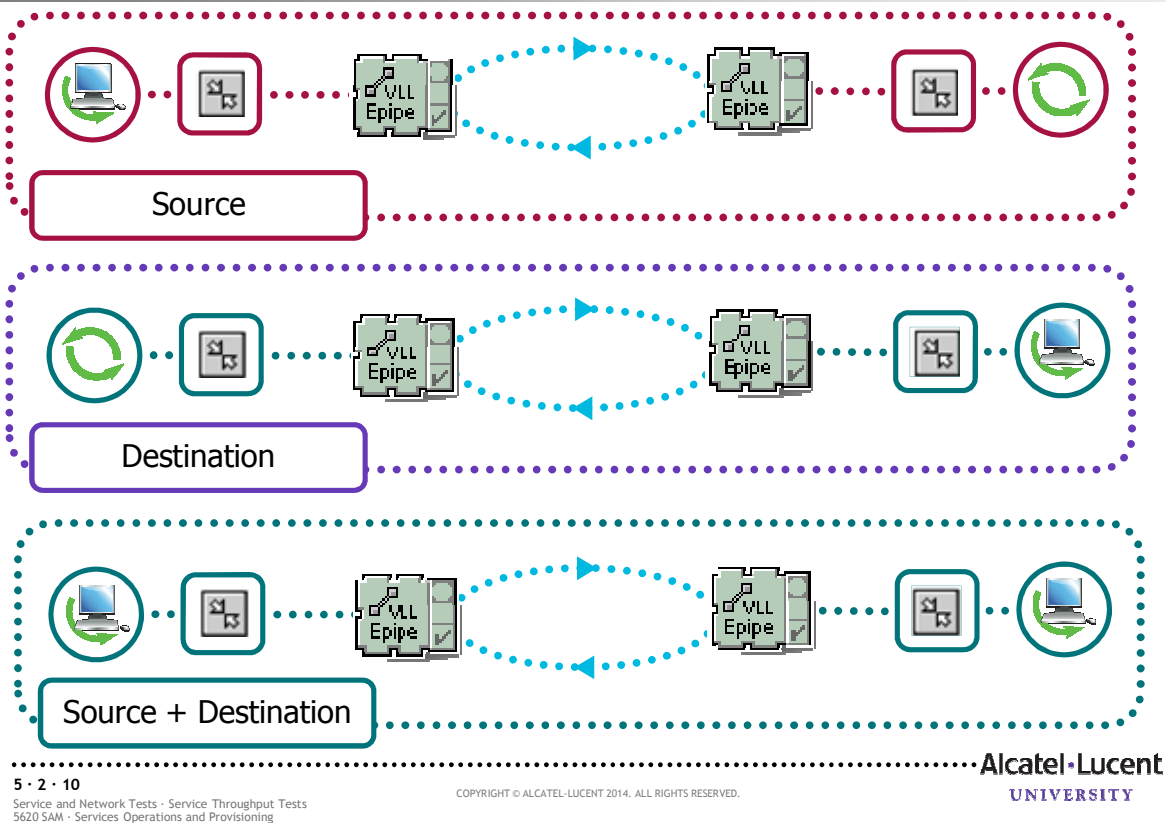 VLL
Epipe
VLL
Epipe
Source
VLL
Epipe
VLL
Epipe
Destination
VLL
Epipe
VLL
Epipe
Source + Destination
Alcatel·Lucent
UNIVERSITY
5 · 2 · 10
COPYRIGHT © ALCATEL-LUCENT 2014. ALL RIGHTS RESERVED.
Service and Network Tests · Service Throughput Tests
5620 SAM · Services Operations and Provisioning